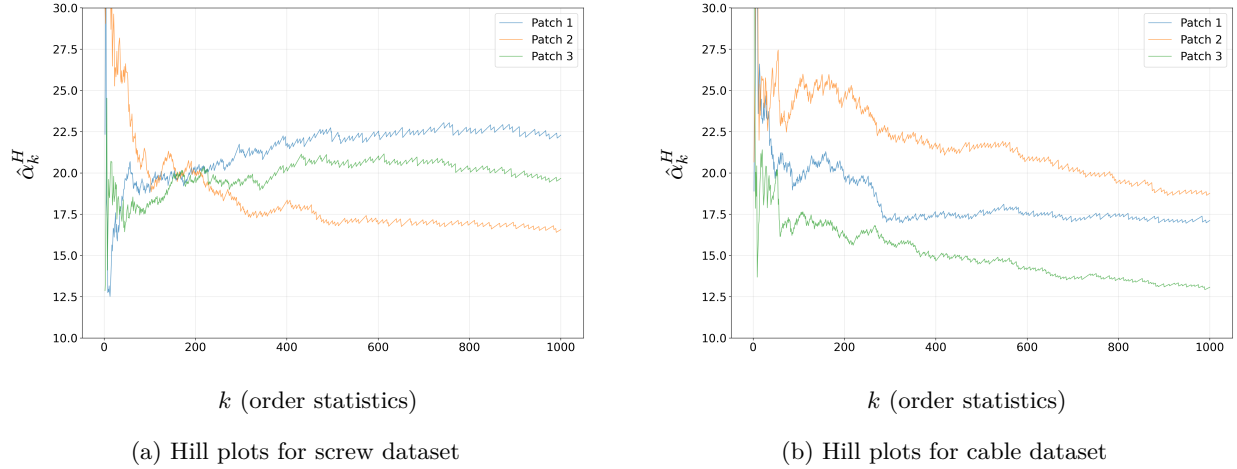 30.0
27.5
25.0
22.5
20.0
17.5
15.0
12.5
10.0
$\hat{\alpha}_k^H$
0
200
400
600
800
1000
Patch 1
Patch 2
Patch 3
k (order statistics)
(a) Hill plots for screw dataset
30.0
27.5
25.0
22.5
20.0
17.5
15.0
12.5
10.0
$\hat{\alpha}_k^H$
0
200
400
600
800
1000
Patch 1
Patch 2
Patch 3
k (order statistics)
(b) Hill plots for cable dataset